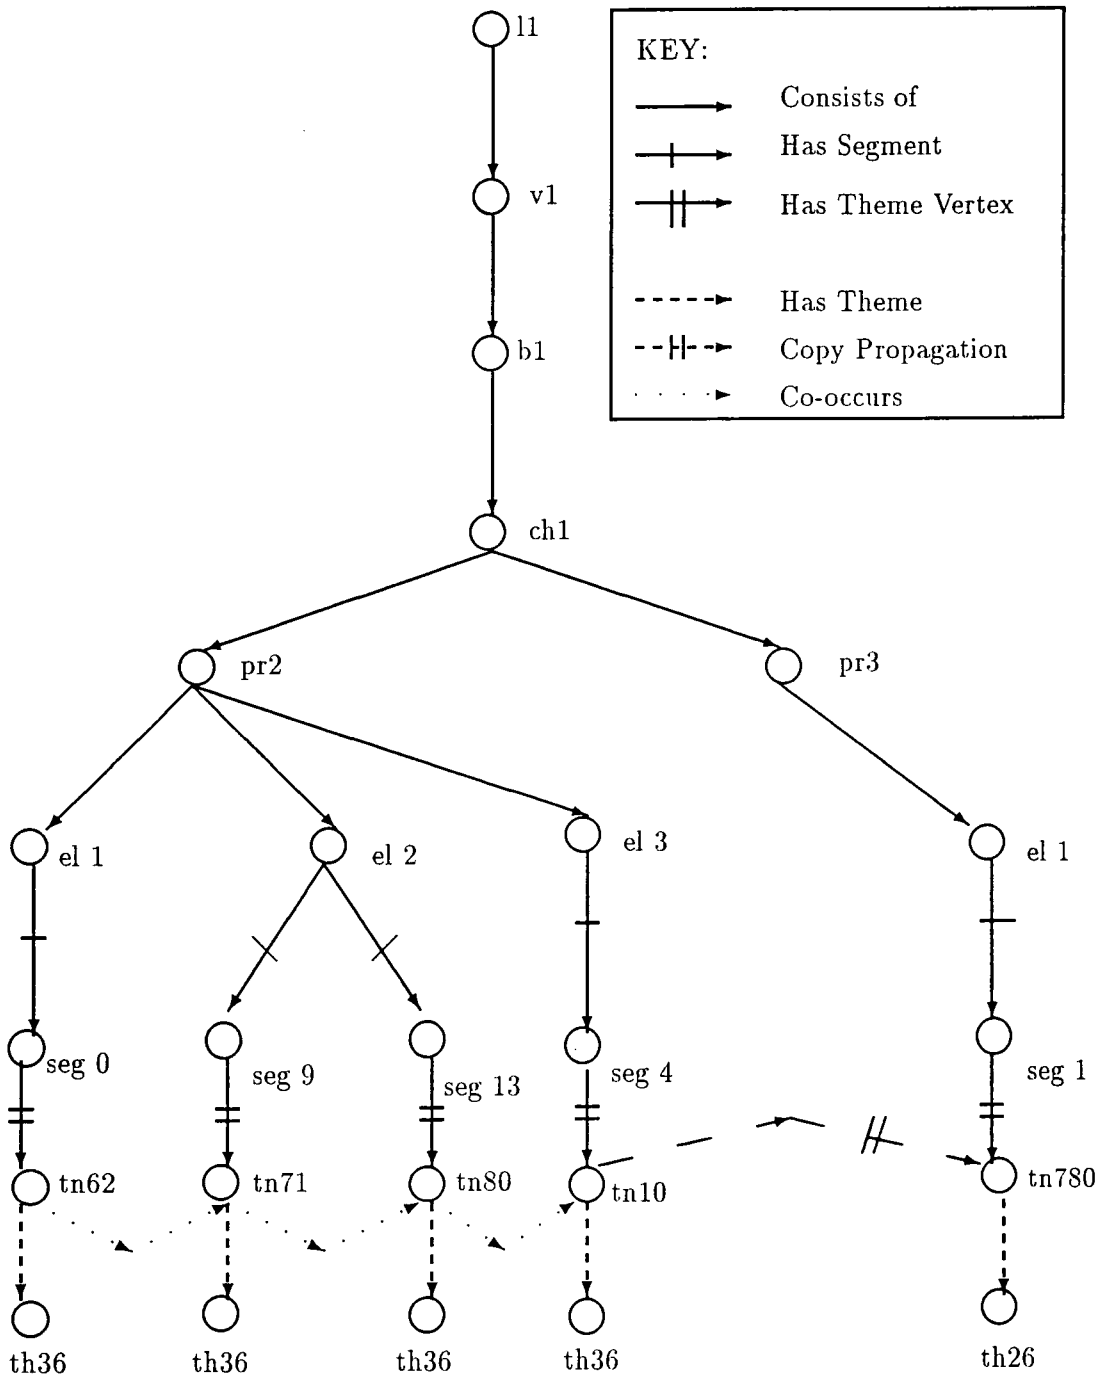 l1
KEY:
Consists of
Has Segment
v1
Has Theme Vertex
Has Theme
b1
Copy Propagation
Co-occurs
ch1
pr2
pr3
el 1
el 2
el 3
el 1
seg 0
seg 9
seg 13
seg 4
seg 1
tn62
tn71
tn80
tn10
tn780
th36
th36
th36
th36
th26